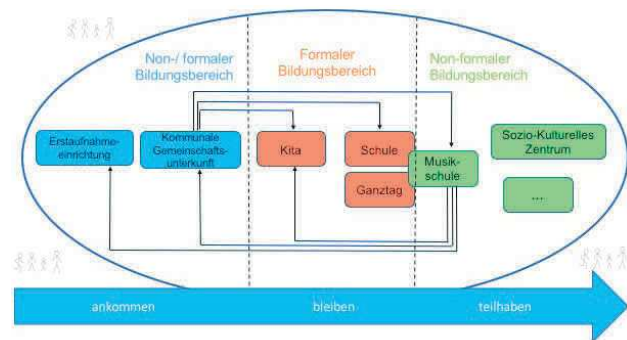 Non-/ formaler
Bildungsbereich
Formaler
Bildungsbereich
Non-formaler
Bildungsbereich
Erstaufnahme-
einrichtung
Kommunale
Gemeinschafts-
unterkunft
Kita
Schule
Ganztag
Musik-
schule
Sozio-Kulturelles
Zentrum
...
ankommen
bleiben
teilhaben